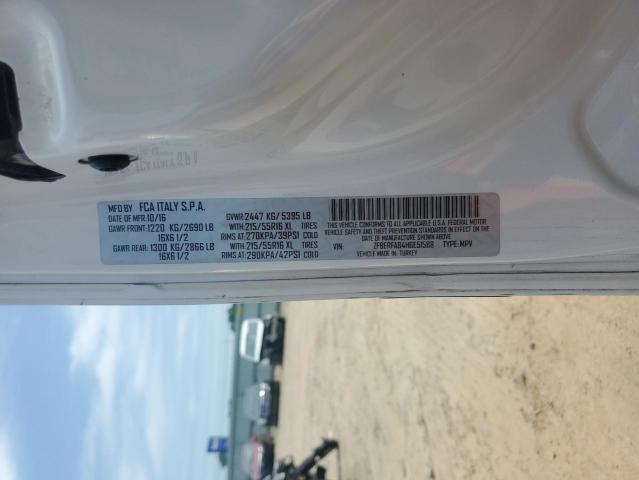 MFD BY FCA ITALY S.P.A.
DATE OF MFR:10/16 GVWR:2447 KG/5395 LB
GAWR FRONT:1220 KG/2690 LB WITH:215/55R16 XL TIRES
16X6 1/2 RIMS AT:270KPA/39PSI COLD
GAWR REAR:1300 KG/2866 LB WITH:215/55R16 XL TIRES
16X6 1/2 RIMS AT:290KPA/42PSI COLD
THIS VEHICLE CONFORMS TO ALL APPLICABLE U.S.A. FEDERAL MOTOR
VEHICLE SAFETY AND THEFT PREVENTION STANDARDS IN EFFECT ON
THE DATE OF MANUFACTURE SHOWN ABOVE.
VIN: TYPE:MPV
VEHICLE MADE IN: TURKEY